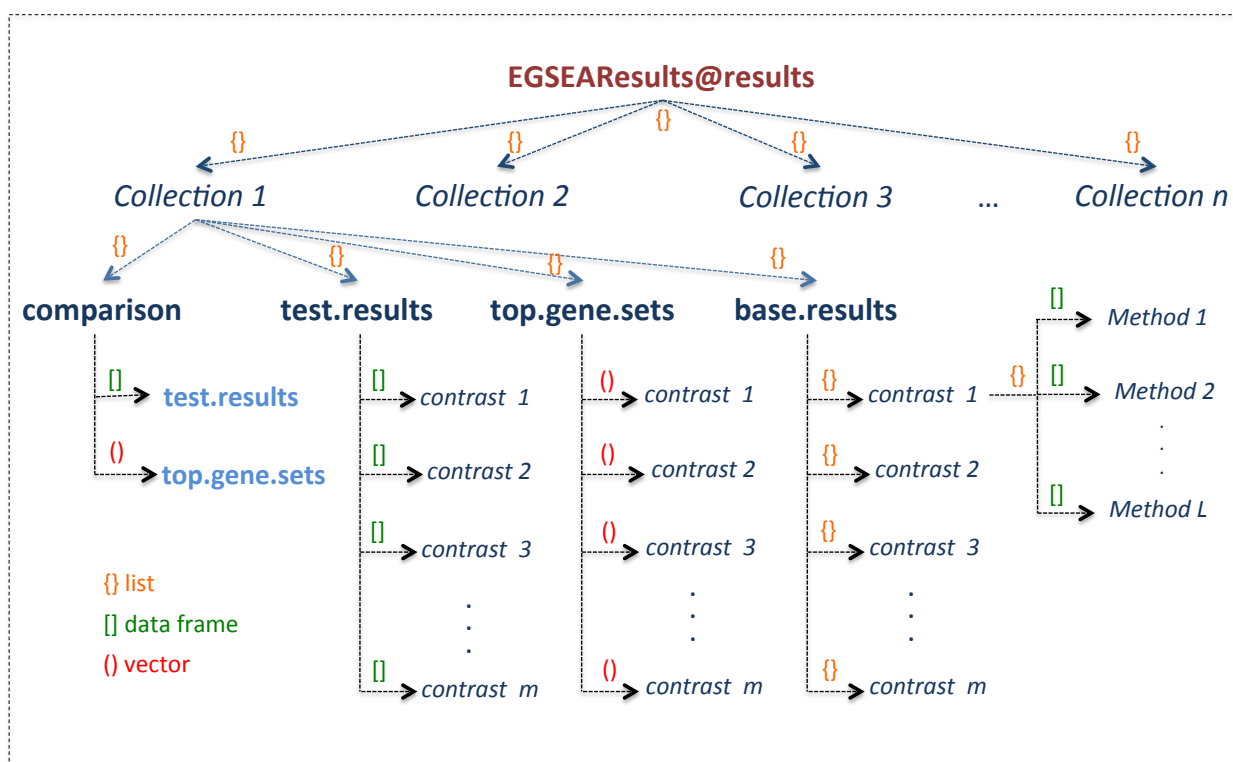 EGSEAResults@results
{} {} {} {} {}
Collection 1 Collection 2 Collection 3 ... Collection n
{} {} {} {}
comparison test.results top.gene.sets base.results
[] Method 1
[] test.results [] contrast 1 () contrast 1 {} contrast 1 {} [] Method 2
.
.
() top.gene.sets [] contrast 2 () contrast 2 {} contrast 2
[] Method L
[] contrast 3 () contrast 3 {} contrast 3
{} list
. . .
[] data frame
. . .
. . .
() vector
[] contrast m () contrast m {} contrast m